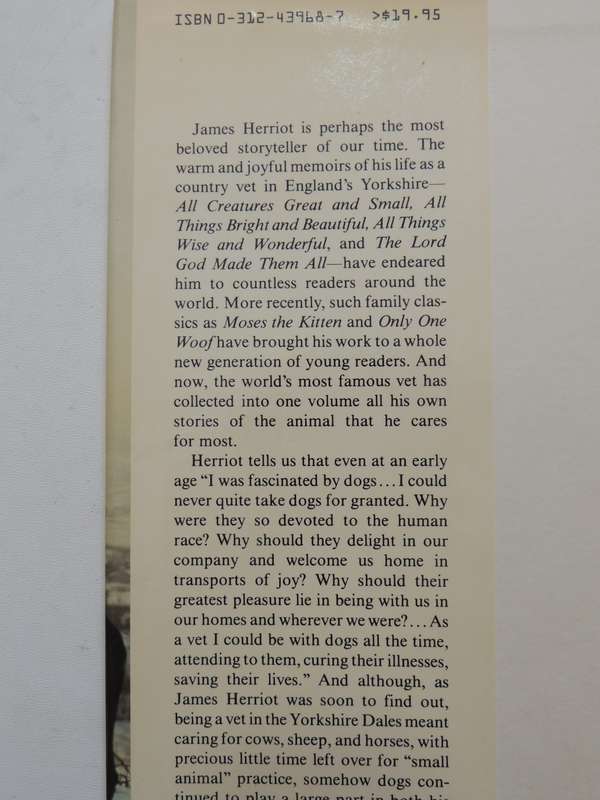 ISBN 0-312-43968-7 >$19.95
James Herriot is perhaps the most
beloved storyteller of our time. The
warm and joyful memoirs of his life as a
country vet in England's Yorkshire—
All Creatures Great and Small, All
Things Bright and Beautiful, All Things
Wise and Wonderful, and The Lord
God Made Them All—have endeared
him to countless readers around the
world. More recently, such family clas-
sics as Moses the Kitten and Only One
Woof have brought his work to a whole
new generation of young readers. And
now, the world's most famous vet has
collected into one volume all his own
stories of the animal that he cares
for most.
Herriot tells us that even at an early
age “I was fascinated by dogs...I could
never quite take dogs for granted. Why
were they so devoted to the human
race? Why should they delight in our
company and welcome us home in
transports of joy? Why should their
greatest pleasure lie in being with us in
our homes and wherever we were?...As
a vet I could be with dogs all the time,
attending to them, curing their illnesses,
saving their lives.” And although, as
James Herriot was soon to find out,
being a vet in the Yorkshire Dales meant
caring for cows, sheep, and horses, with
precious little time left over for “small
animal” practice, somehow dogs con-
tinued to play a large part in both his